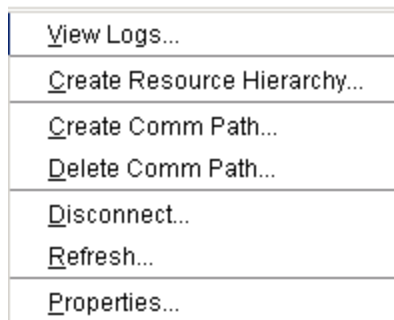 View Logs...
Create Resource Hierarchy...
Create Comm Path...
Delete Comm Path...
Disconnect...
Refresh...
Properties...